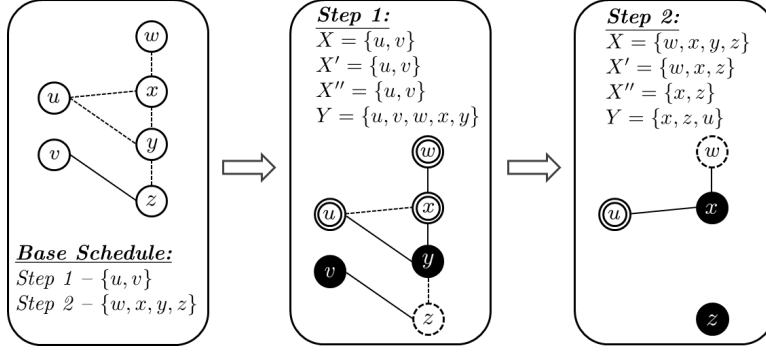 w
u
x
v
y
z
Base Schedule:
Step 1 – {u, v}
Step 2 – {w, x, y, z}
Step 1:
X = {u, v}
X′ = {u, v}
X″ = {u, v}
Y = {u, v, w, x, y}
w
u
x
v
y
z
Step 2:
X = {w, x, y, z}
X′ = {w, x, z}
X″ = {x, z}
Y = {x, z, u}
w
u
x
z